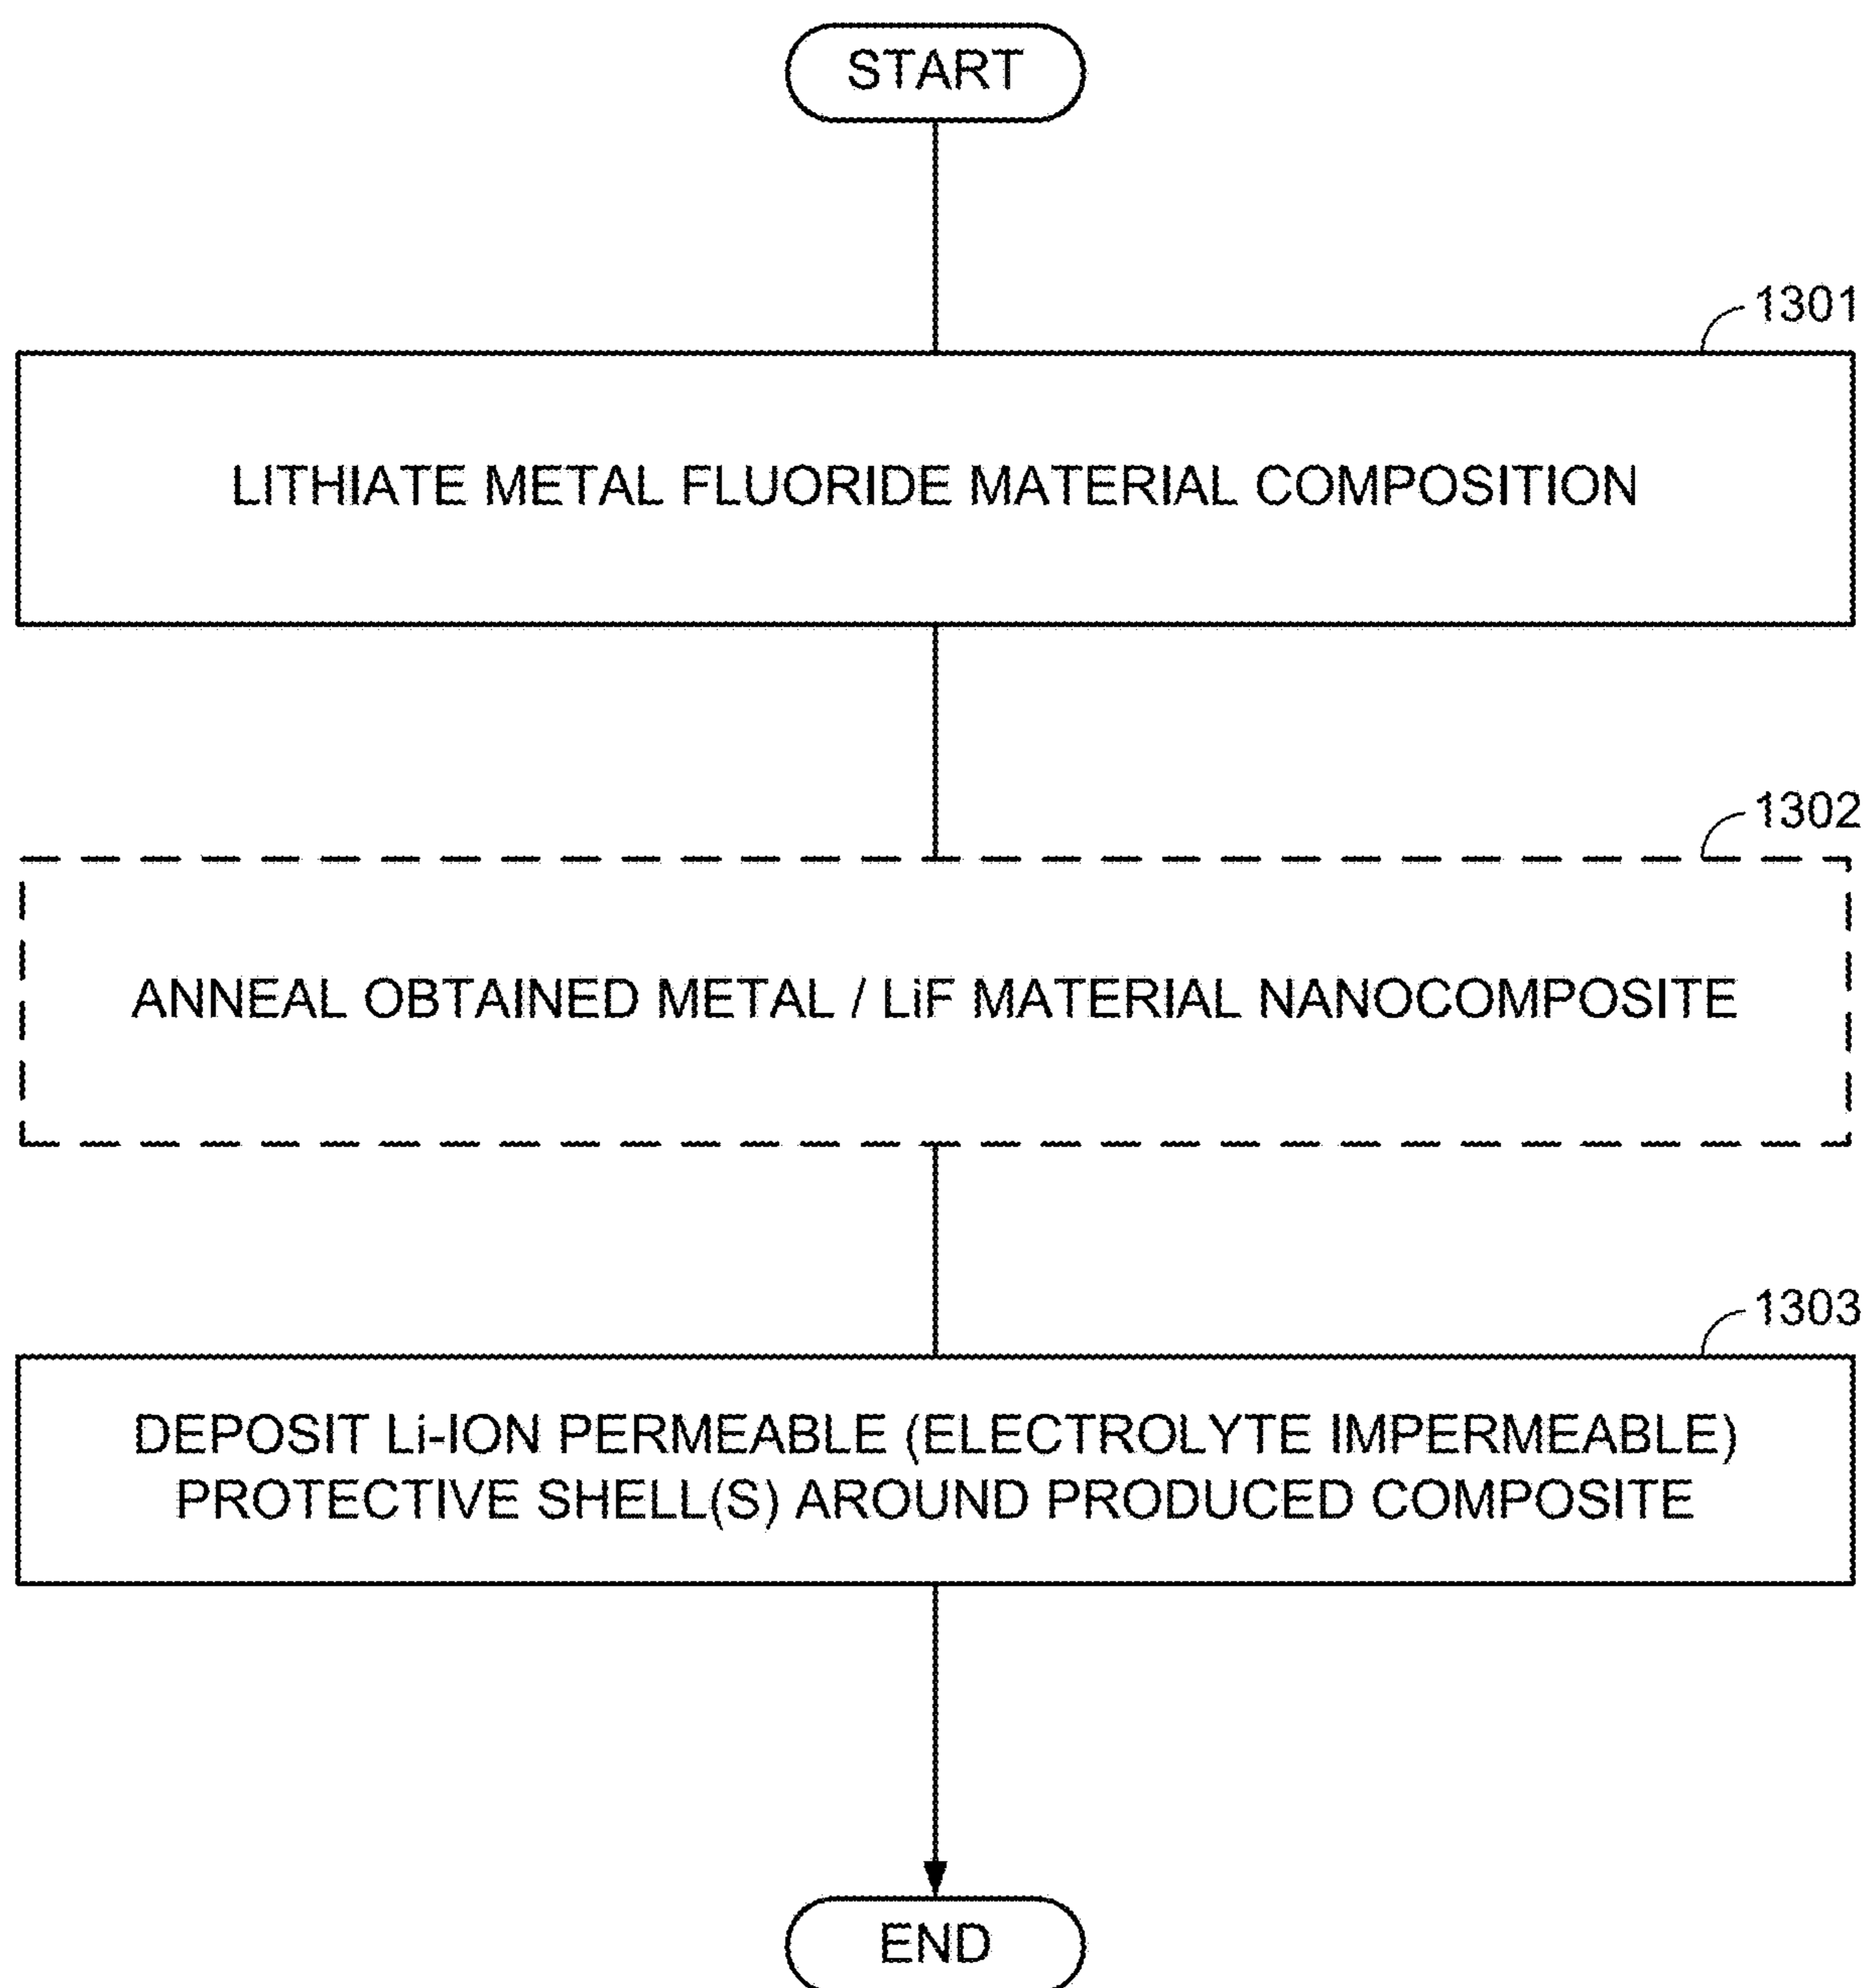 START
1301
LITHIATE METAL FLUORIDE MATERIAL COMPOSITION
1302
ANNEAL OBTAINED METAL / LiF MATERIAL NANOCOMPOSITE
1303
DEPOSIT Li-ION PERMEABLE (ELECTROLYTE IMPERMEABLE)
PROTECTIVE SHELL(S) AROUND PRODUCED COMPOSITE
END